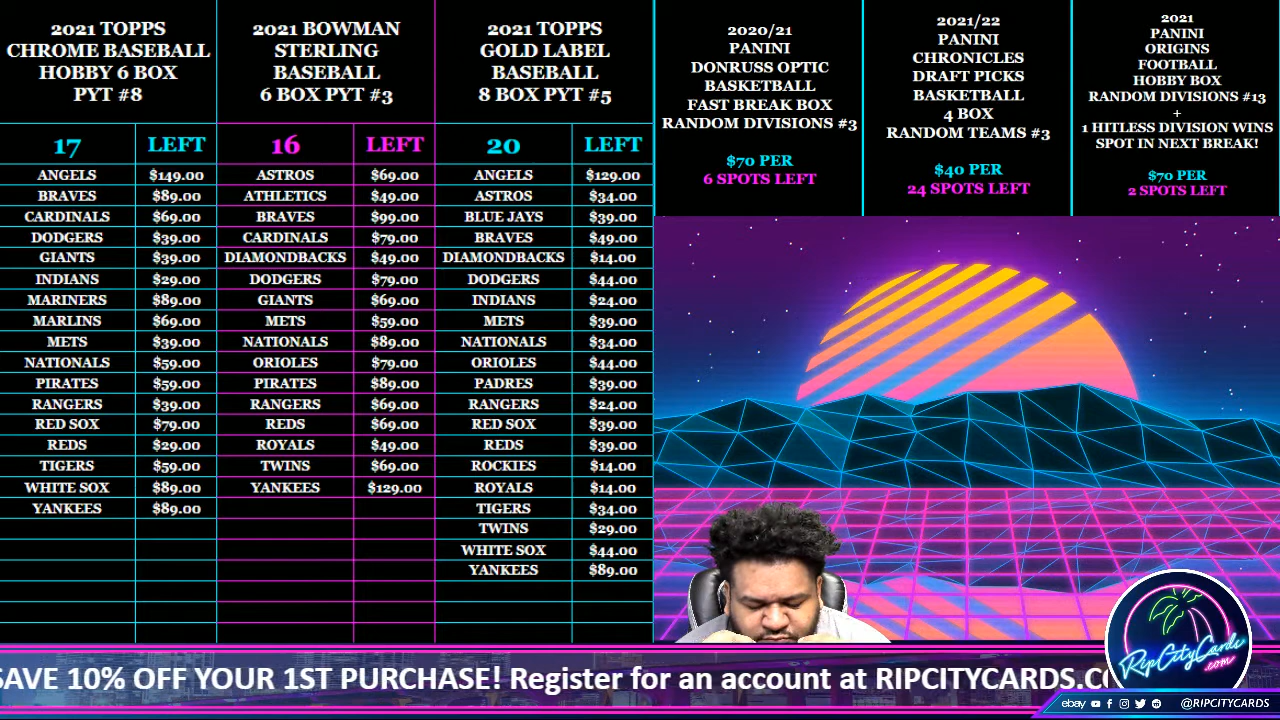 2021 TOPPS
CHROME BASEBALL
HOBBY 6 BOX
PYT #8
17 LEFT
ANGELS $149.00
BRAVES $89.00
CARDINALS $69.00
DODGERS $39.00
GIANTS $39.00
INDIANS $29.00
MARINERS $89.00
MARLINS $69.00
METS $39.00
NATIONALS $59.00
PIRATES $59.00
RANGERS $39.00
RED SOX $79.00
REDS $29.00
TIGERS $59.00
WHITE SOX $89.00
YANKEES $89.00
2021 BOWMAN
STERLING
BASEBALL
6 BOX PYT #3
16 LEFT
ASTROS $69.00
ATHLETICS $49.00
BRAVES $99.00
CARDINALS $79.00
DIAMONDBACKS $49.00
DODGERS $79.00
GIANTS $69.00
METS $59.00
NATIONALS $89.00
ORIOLES $79.00
PIRATES $89.00
RANGERS $69.00
REDS $69.00
ROYALS $49.00
TWINS $69.00
YANKEES $129.00
2021 TOPPS
GOLD LABEL
BASEBALL
8 BOX PYT #5
20 LEFT
ANGELS $129.00
ASTROS $34.00
BLUE JAYS $39.00
BRAVES $49.00
DIAMONDBACKS $14.00
DODGERS $44.00
INDIANS $24.00
METS $39.00
NATIONALS $34.00
ORIOLES $44.00
PADRES $39.00
RANGERS $24.00
RED SOX $39.00
REDS $39.00
ROCKIES $14.00
ROYALS $14.00
TIGERS $34.00
TWINS $29.00
WHITE SOX $44.00
YANKEES $89.00
2020/21
PANINI
DONRUSS OPTIC
BASKETBALL
FAST BREAK BOX
RANDOM DIVISIONS #3
$70 PER
6 SPOTS LEFT
2021/22
PANINI
CHRONICLES
DRAFT PICKS
BASKETBALL
4 BOX
RANDOM TEAMS #3
$40 PER
24 SPOTS LEFT
2021
PANINI
ORIGINS
FOOTBALL
HOBBY BOX
RANDOM DIVISIONS #13
+
1 HITLESS DIVISION WINS
SPOT IN NEXT BREAK!
$70 PER
2 SPOTS LEFT
RipCityCards
.com
SAVE 10% OFF YOUR 1ST PURCHASE! Register for an account at RIPCITYCARDS.CO
ebay @RIPCITYCARDS